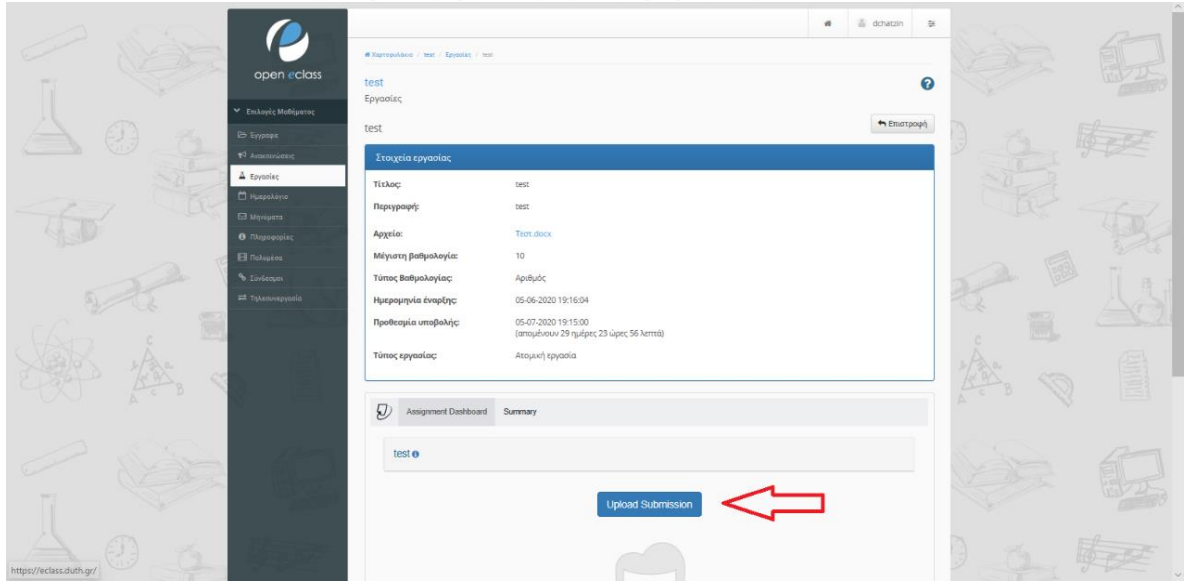 dchatzin
Χαρτοφυλάκιο / test / Εργασίες / test
open eclass
test
Εργασίες
Επιλογές Μαθήματος
test
Επιστροφή
Έγγραφα
Ανακοινώσεις
Εργασίες
Ημερολόγιο
Μηνύματα
Πληροφορίες
Πολυμέσα
Σύνδεσμοι
Τηλεσυνεργασία
Στοιχεία εργασίας
Τίτλος: test
Περιγραφή: test
Αρχείο: Τεστ.docx
Μέγιστη βαθμολογία: 10
Τύπος Βαθμολογίας: Αριθμός
Ημερομηνία έναρξης: 05-06-2020 19:16:04
Προθεσμία υποβολής: 05-07-2020 19:15:00
(απομένουν 29 ημέρες 23 ώρες 56 λεπτά)
Τύπος εργασίας: Ατομική εργασία
Assignment Dashboard Summary
test
Upload Submission
https://eclass.duth.gr/